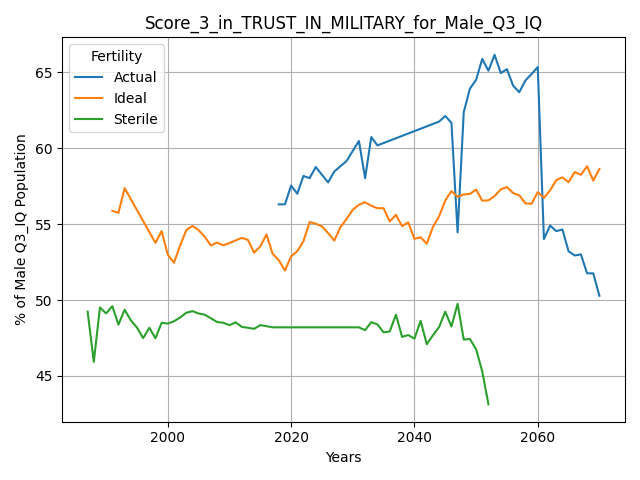 Score_3_in_TRUST_IN_MILITARY_for_Male_Q3_IQ
Fertility
Actual
Ideal
Sterile
% of Male Q3_IQ Population
65
60
55
50
45
2000
2020
2040
2060
Years